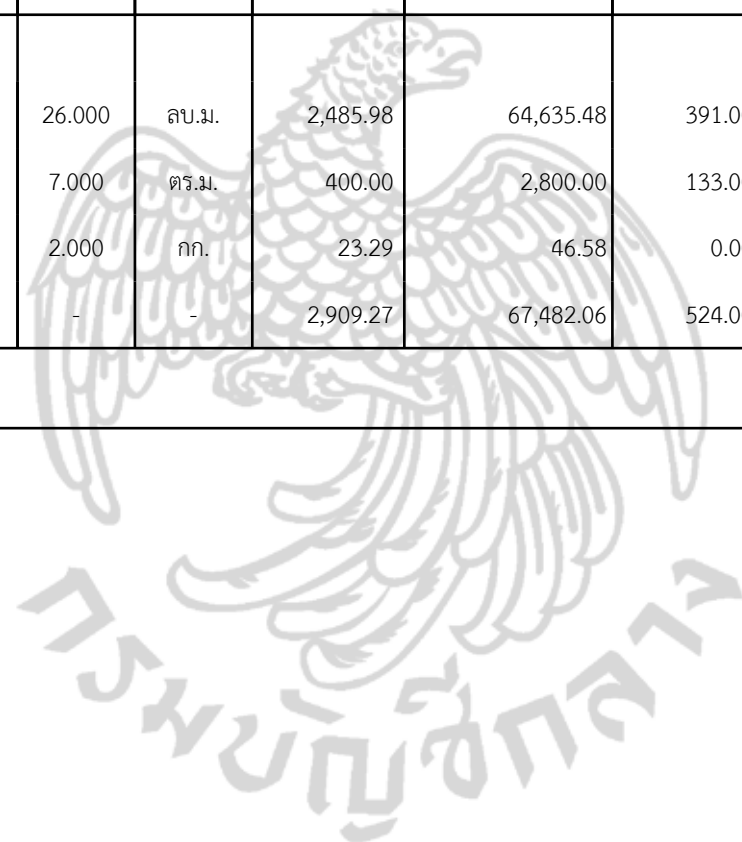 26.000 ลบ.ม. 2,485.98 64,635.48 391.0
7.000 ตร.ม. 400.00 2,800.00 133.0
2.000 กก. 23.29 46.58 0.0
- - 2,909.27 67,482.06 524.0
กรมบัญชีกลาง